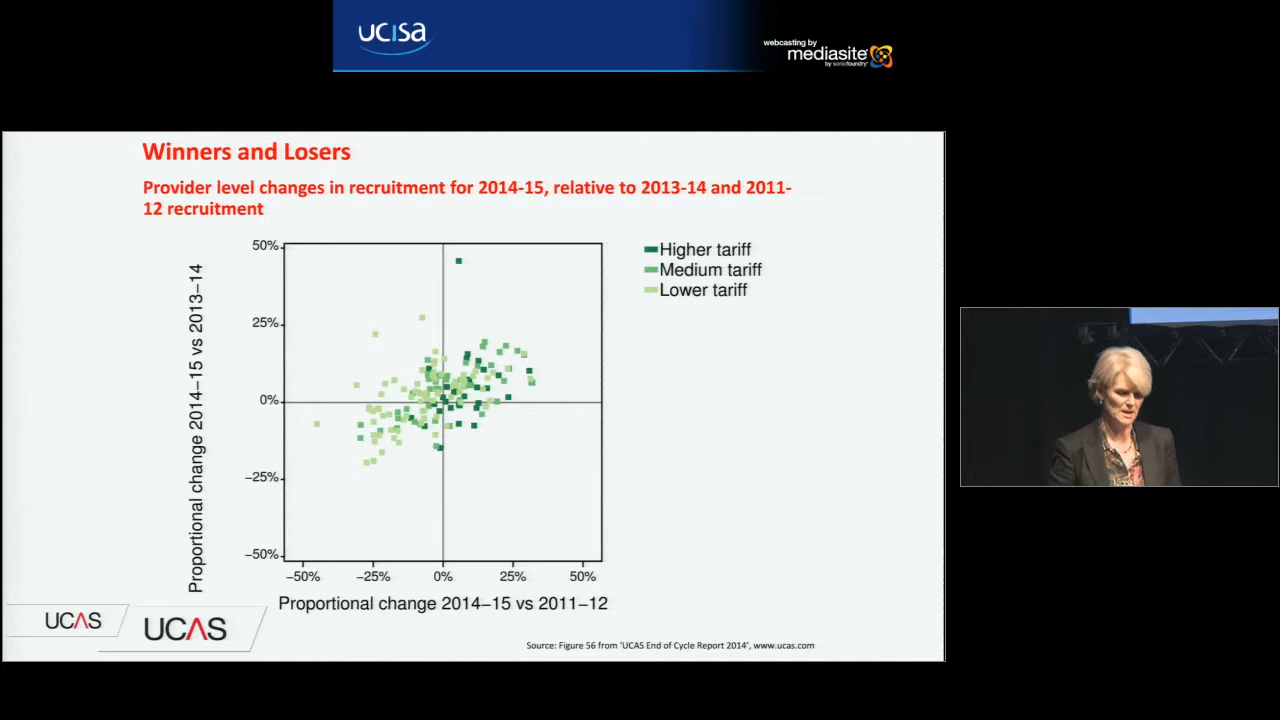 ucisa
webcasting by
mediasite
by sonicfoundry
Winners and Losers
Provider level changes in recruitment for 2014-15, relative to 2013-14 and 2011-
12 recruitment
Proportional change 2014−15 vs 2013−14
50%
25%
0%
−25%
−50%
−50%
−25%
0%
25%
50%
Proportional change 2014−15 vs 2011−12
Higher tariff
Medium tariff
Lower tariff
UCAS
UCAS
Source: Figure 56 from 'UCAS End of Cycle Report 2014', www.ucas.com